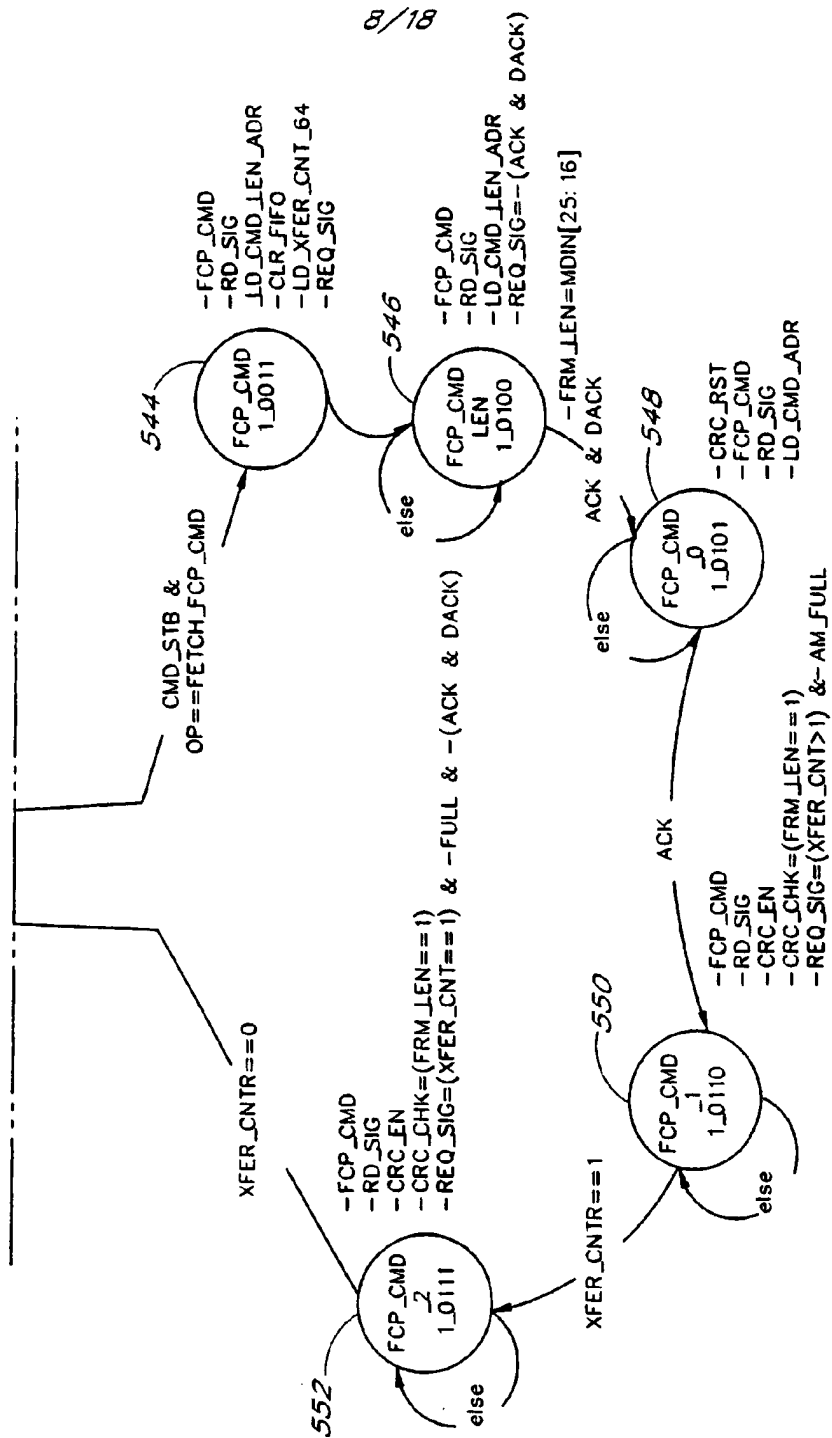 8/18
CMD_STB &
OP==FETCH_FCP_CMD
544
FCP_CMD
1_0011
-FCP_CMD
-RD_SIG
-LD_CMD_LEN_ADR
-CLR_FIFO
-LD_XFER_CNT_64
-REQ_SIG
546
else
FCP_CMD
LEN
1_0100
-FCP_CMD
-RD_SIG
-LD_CMD_LEN_ADR
-REQ_SIG=-(ACK & DACK)
-FRM_LEN=MDIN[25:16]
ACK & DACK
548
else
FCP_CMD
_0
1_0101
-CRC_RST
-FCP_CMD
-RD_SIG
-LD_CMD_ADR
ACK
550
FCP_CMD
_1
1_0110
else
-FCP_CMD
-RD_SIG
-CRC_EN
-CRC_CHK=(FRM_LEN==1)
-REQ_SIG=(XFER_CNT>1) &-AM_FULL
XFER_CNTR==1
552
FCP_CMD
_2
1_0111
else
-FCP_CMD
-RD_SIG
-CRC_EN
-CRC_CHK=(FRM_LEN==1)
-REQ_SIG=(XFER_CNT==1) & -FULL & -(ACK & DACK)
XFER_CNTR==0